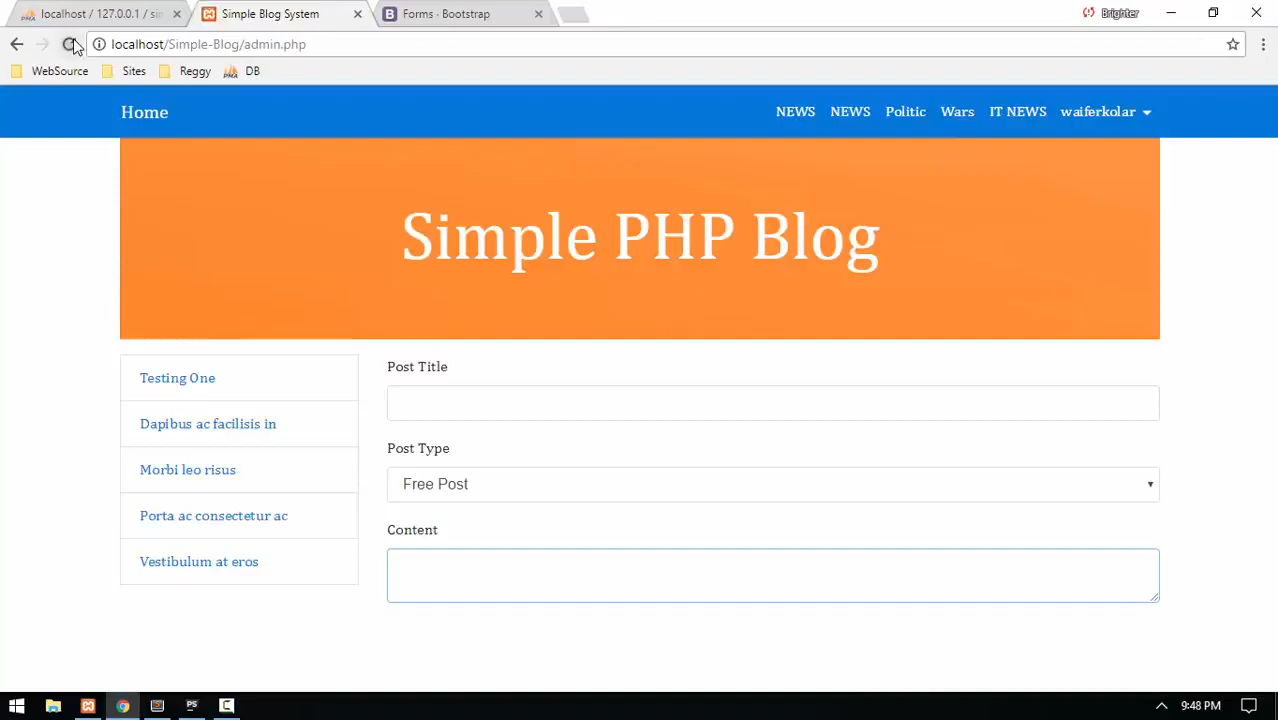 localhost / 127.0.0.1 / sim
Simple Blog System
Forms · Bootstrap
Brighter
localhost/Simple-Blog/admin.php
WebSource
Sites
Reggy
DB
Home
NEWS
NEWS
Politic
Wars
IT NEWS
waiferkolar
Simple PHP Blog
Testing One
Dapibus ac facilisis in
Morbi leo risus
Porta ac consectetur ac
Vestibulum at eros
Post Title
Post Type
Free Post
Content
9:48 PM